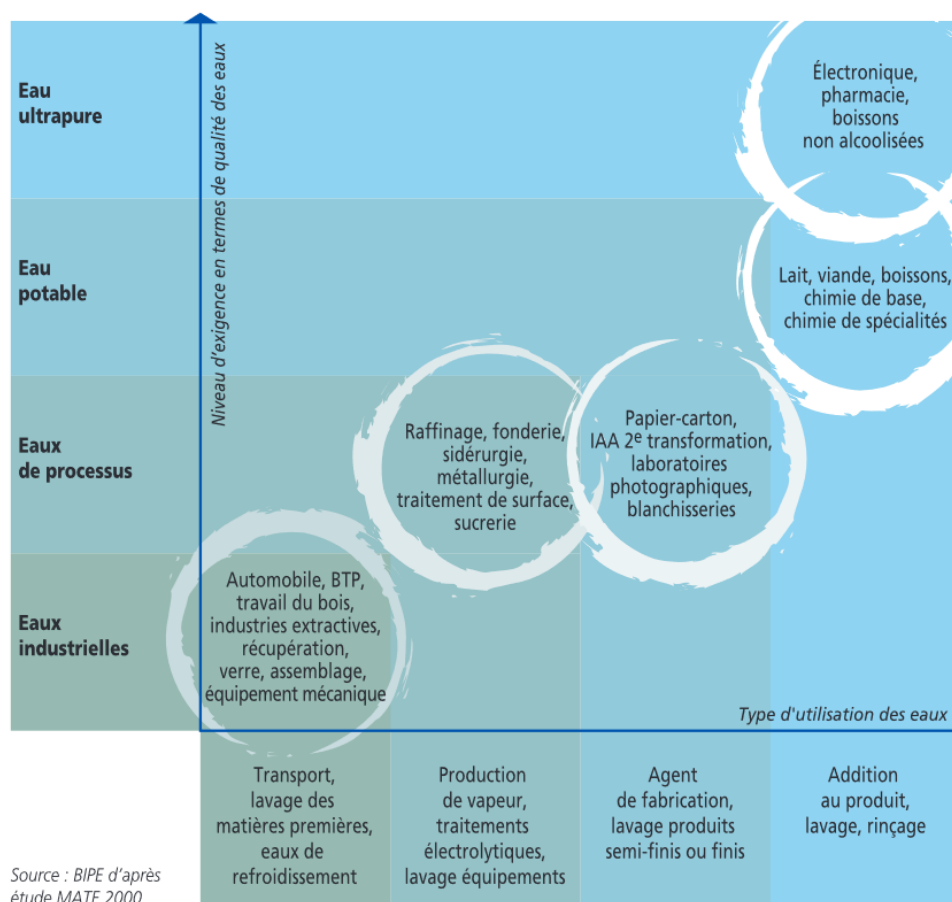 Niveau d'exigence en termes de qualité des eaux
Eau
ultrapure
Électronique,
pharmacie,
boissons
non alcoolisées
Eau
potable
Lait, viande, boissons,
chimie de base,
chimie de spécialités
Eaux
de processus
Raffinage, fonderie,
sidérurgie,
métallurgie,
traitement de surface,
sucrerie
Papier-carton,
IAA 2e transformation,
laboratoires
photographiques,
blanchisseries
Eaux
industrielles
Automobile, BTP,
travail du bois,
industries extractives,
récupération,
verre, assemblage,
équipement mécanique
Type d'utilisation des eaux
Transport,
lavage des
matières premières,
eaux de
refroidissement
Production
de vapeur,
traitements
électrolytiques,
lavage équipements
Agent
de fabrication,
lavage produits
semi-finis ou finis
Addition
au produit,
lavage, rinçage
Source : BIPE d'après
étude MATE 2000